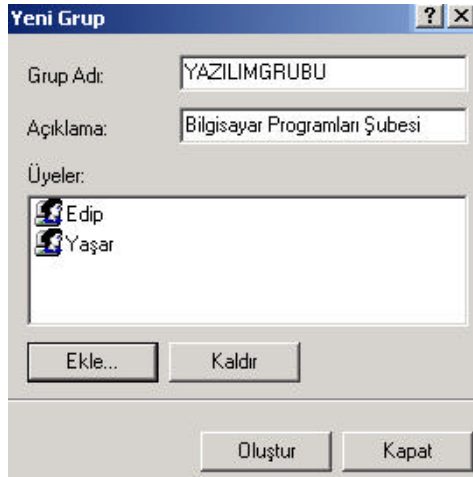 Yeni Grup
Grup Adı: YAZILIMGRUBU
Açıklama: Bilgisayar Programları Şubesi
Üyeler:
Edip
Yaşar
Ekle... Kaldır
Oluştur Kapat